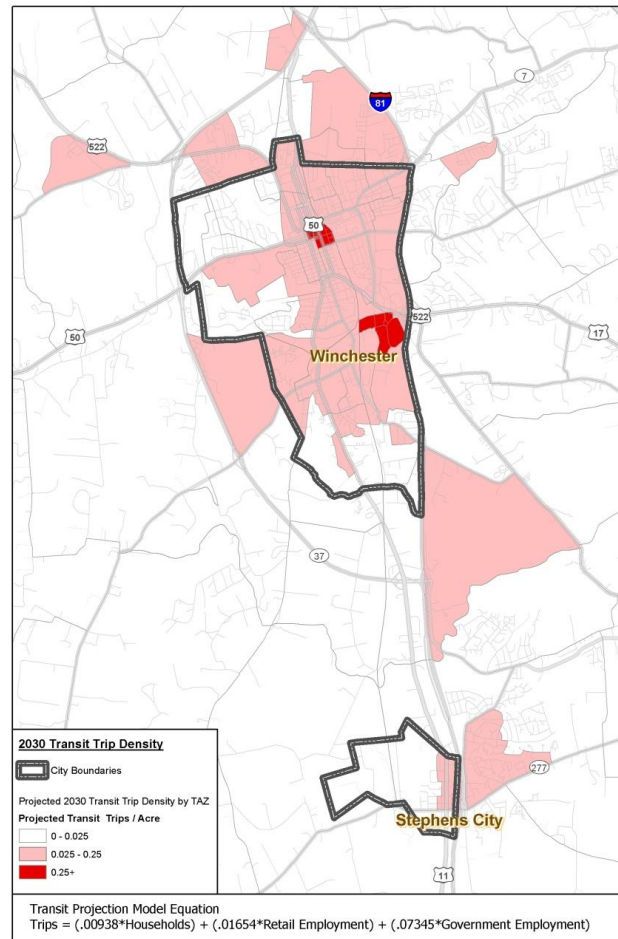 7
81
522
50
522
Winchester
17
50
37
277
Stephens City
11
2030 Transit Trip Density
City Boundaries
Projected 2030 Transit Trip Density by TAZ
Projected Transit Trips / Acre
0 - 0.025
0.025 - 0.25
0.25+
Transit Projection Model Equation
Trips = (.00938*Households) + (.01654*Retail Employment) + (.07345*Government Employment)